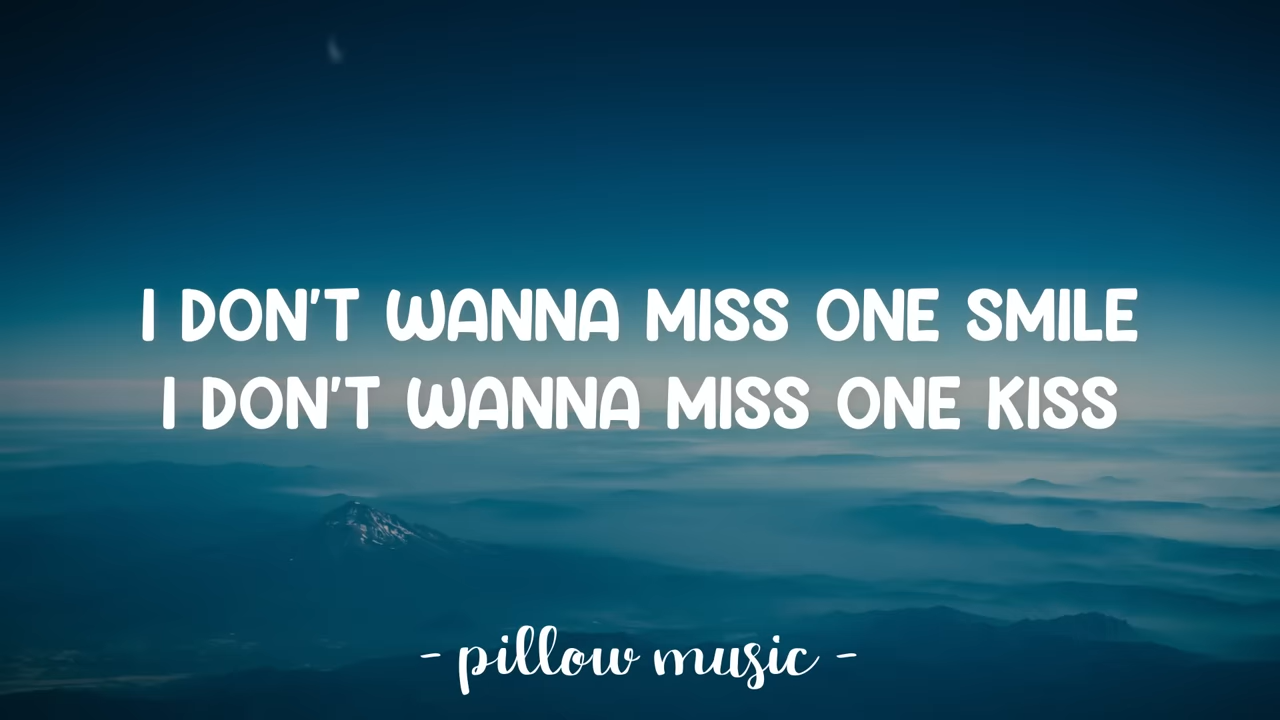 I DON'T WANNA MISS ONE SMILE
I DON'T WANNA MISS ONE KISS
- pillow music -